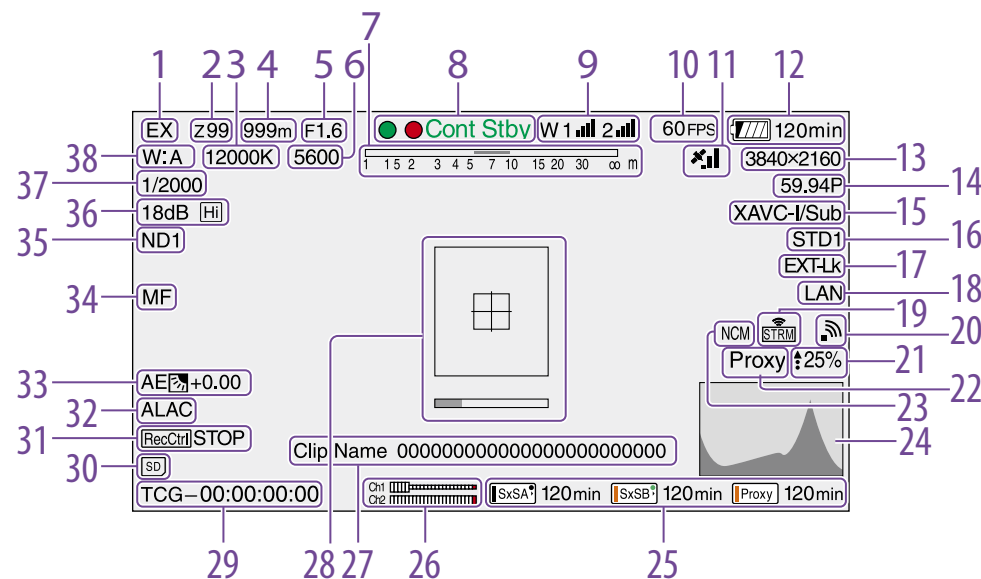 7
1 2 3 4 5 6 8 9 10 11 12
EX Z99 999m F1.6 Cont Stby W 1 2 60 FPS 120min
38 W:A 12000K 5600 1 1 5 2 3 4 5 7 10 15 20 30 ∞ m 3840×2160 13
37 1/2000 59.94P 14
36 18dB Hi XAVC-I/Sub 15
35 ND1 STD1 16
EXT-Lk 17
34 MF LAN 18
NCM STRM 19
20
28 Proxy 25% 21
33 AE +0.00 22
32 ALAC 23
31 RecCtrl STOP 24
Clip Name 000000000000000000000000
30 SD
TCG–00:00:00:00 Ch1 SxSA 120min SxSB 120min Proxy 120min
Ch2
29 28 27 26 25